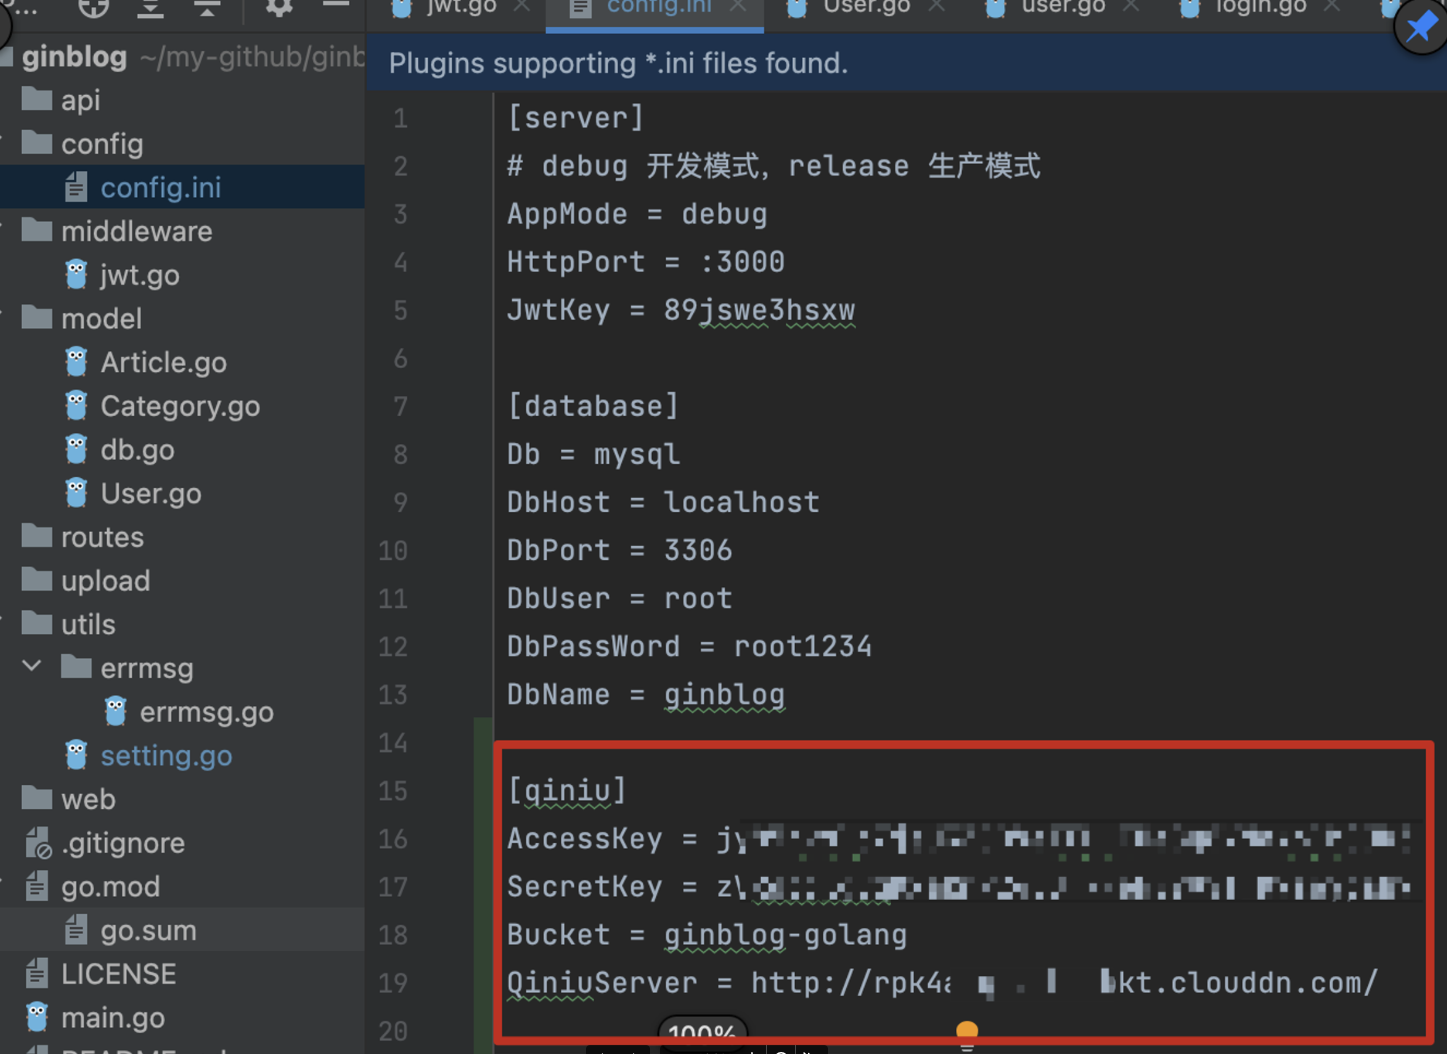 jwt.go
config.ini
User.go
user.go
login.go
ginblog ~/my-github/ginb
api
config
config.ini
middleware
jwt.go
model
Article.go
Category.go
db.go
User.go
routes
upload
utils
errmsg
errmsg.go
setting.go
web
.gitignore
go.mod
go.sum
LICENSE
main.go
Plugins supporting *.ini files found.
1 [server]
2 # debug 开发模式，release 生产模式
3 AppMode = debug
4 HttpPort = :3000
5 JwtKey = 89jswe3hsxw
6
7 [database]
8 Db = mysql
9 DbHost = localhost
10 DbPort = 3306
11 DbUser = root
12 DbPassWord = root1234
13 DbName = ginblog
14
15 [qiniu]
16 AccessKey = jy
17 SecretKey =
18 Bucket = ginblog-golang
19 QiniuServer = http://rpk4 bkt.clouddn.com/
20
100%